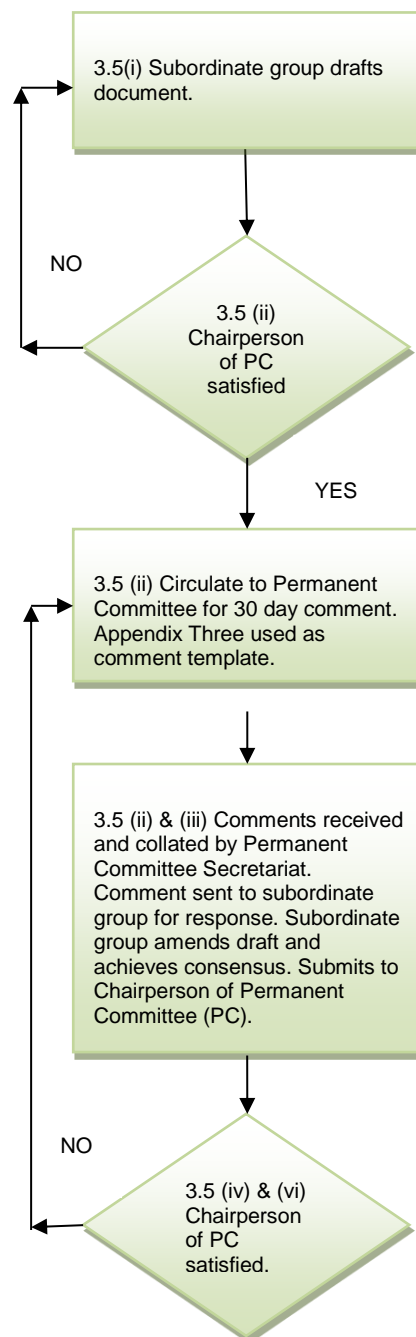 3.5(i) Subordinate group drafts
document.
NO
3.5 (ii)
Chairperson
of PC
satisfied
YES
3.5 (ii) Circulate to Permanent
Committee for 30 day comment.
Appendix Three used as
comment template.
3.5 (ii) & (iii) Comments received
and collated by Permanent
Committee Secretariat.
Comment sent to subordinate
group for response. Subordinate
group amends draft and
achieves consensus. Submits to
Chairperson of Permanent
Committee (PC).
NO
3.5 (iv) & (vi)
Chairperson
of PC
satisfied.